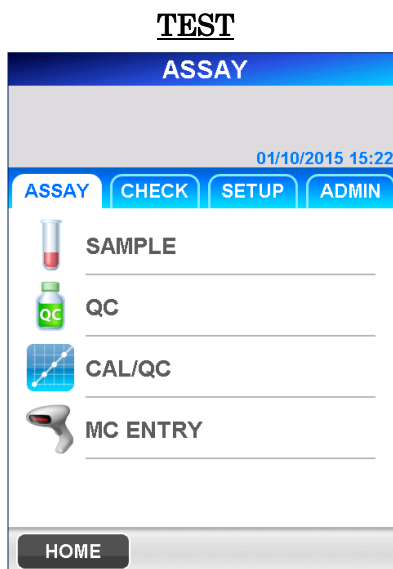 TEST
ASSAY
01/10/2015 15:22
ASSAY CHECK SETUP ADMIN
SAMPLE
QC
QC
CAL/QC
MC ENTRY
HOME